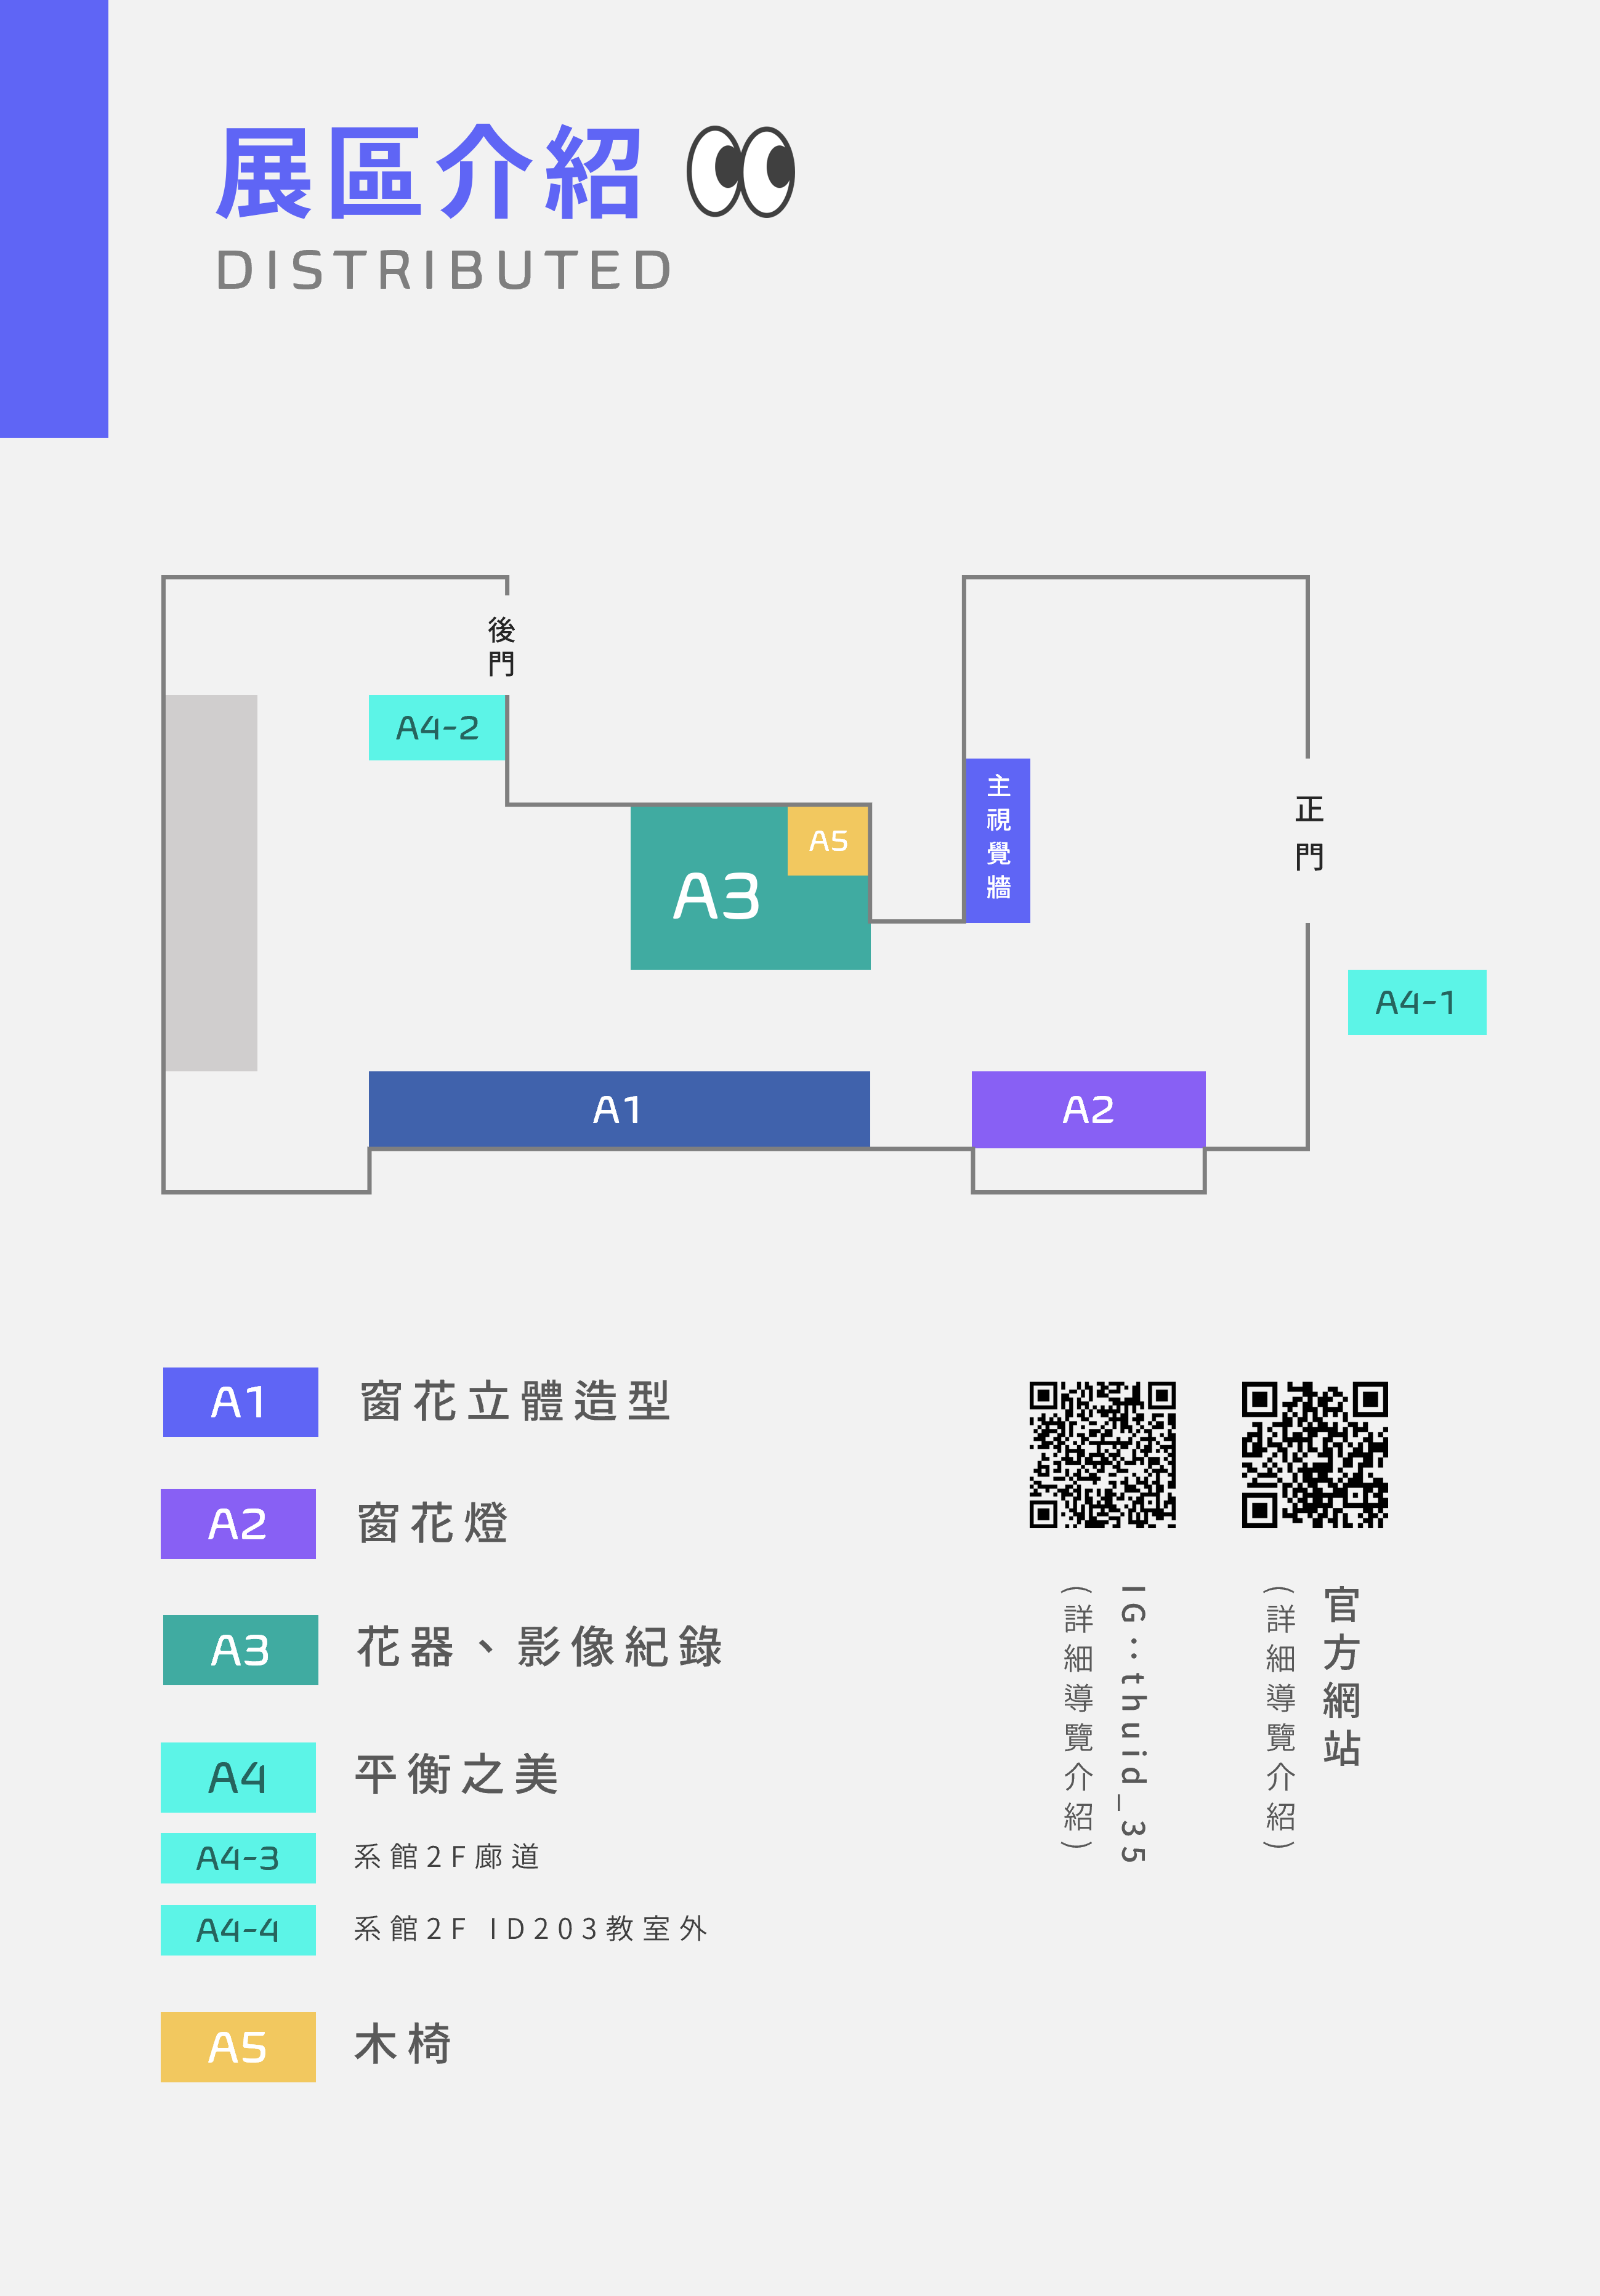 展區介紹
DISTRIBUTED
後門
A4-2
主視覺牆
正門
A5
A3
A4-1
A1
A2
A1 窗花立體造型
A2 窗花燈
A3 花器、影像紀錄
A4 平衡之美
A4-3 系館2F廊道
A4-4 系館2F ID203教室外
A5 木椅
官方網站
(詳細導覽介紹)
IG：thuid_35
(詳細導覽介紹)